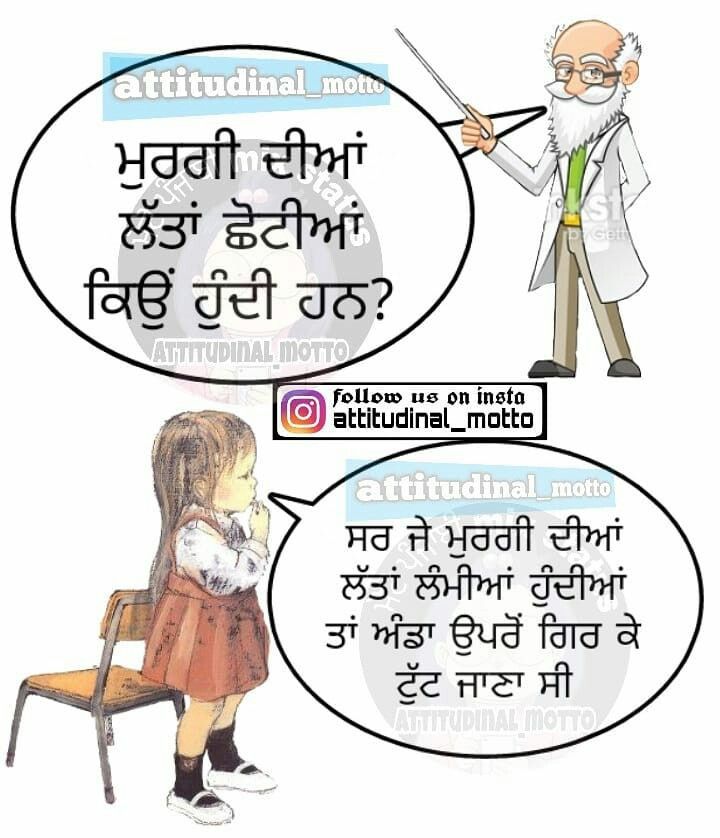 attitudinal_motto
ਮੁਰਗੀ ਦੀਆਂ
ਲੱਤਾਂ ਛੋਟੀਆਂ
ਕਿਉਂ ਹੁੰਦੀ ਹਨ?
ATTITUDINAL MOTTO
follow us on insta
attitudinal_motto
attitudinal_motto
ਸਰ ਜੇ ਮੁਰਗੀ ਦੀਆਂ
ਲੱਤਾਂ ਲੰਮੀਆਂ ਹੁੰਦੀਆਂ
ਤਾਂ ਅੰਡਾ ਉਪਰੋਂ ਗਿਰ ਕੇ
ਟੁੱਟ ਜਾਣਾ ਸੀ
ATTITUDINAL MOTTO